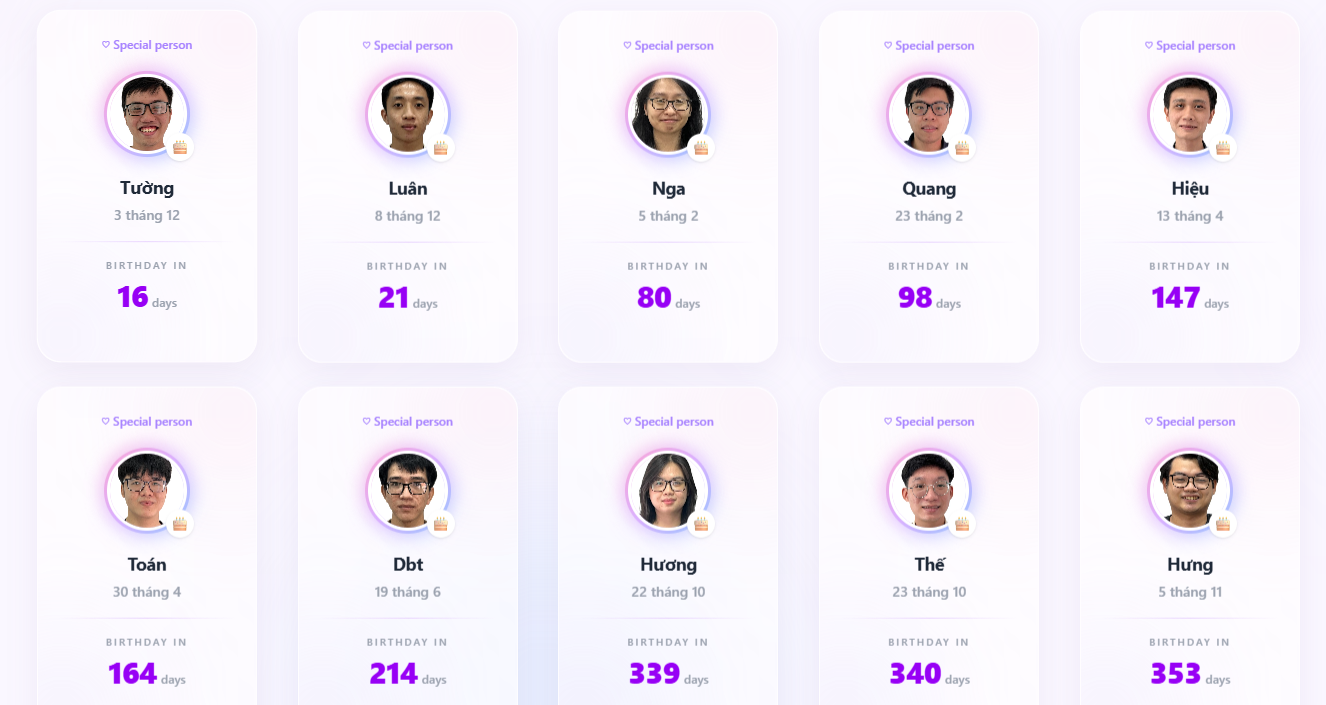 ♡ Special person
Tường
3 tháng 12
BIRTHDAY IN
16 days
♡ Special person
Luân
8 tháng 12
BIRTHDAY IN
21 days
♡ Special person
Nga
5 tháng 2
BIRTHDAY IN
80 days
♡ Special person
Quang
23 tháng 2
BIRTHDAY IN
98 days
♡ Special person
Hiệu
13 tháng 4
BIRTHDAY IN
147 days
♡ Special person
Toán
30 tháng 4
BIRTHDAY IN
164 days
♡ Special person
Dbt
19 tháng 6
BIRTHDAY IN
214 days
♡ Special person
Hương
22 tháng 10
BIRTHDAY IN
339 days
♡ Special person
Thế
23 tháng 10
BIRTHDAY IN
340 days
♡ Special person
Hưng
5 tháng 11
BIRTHDAY IN
353 days